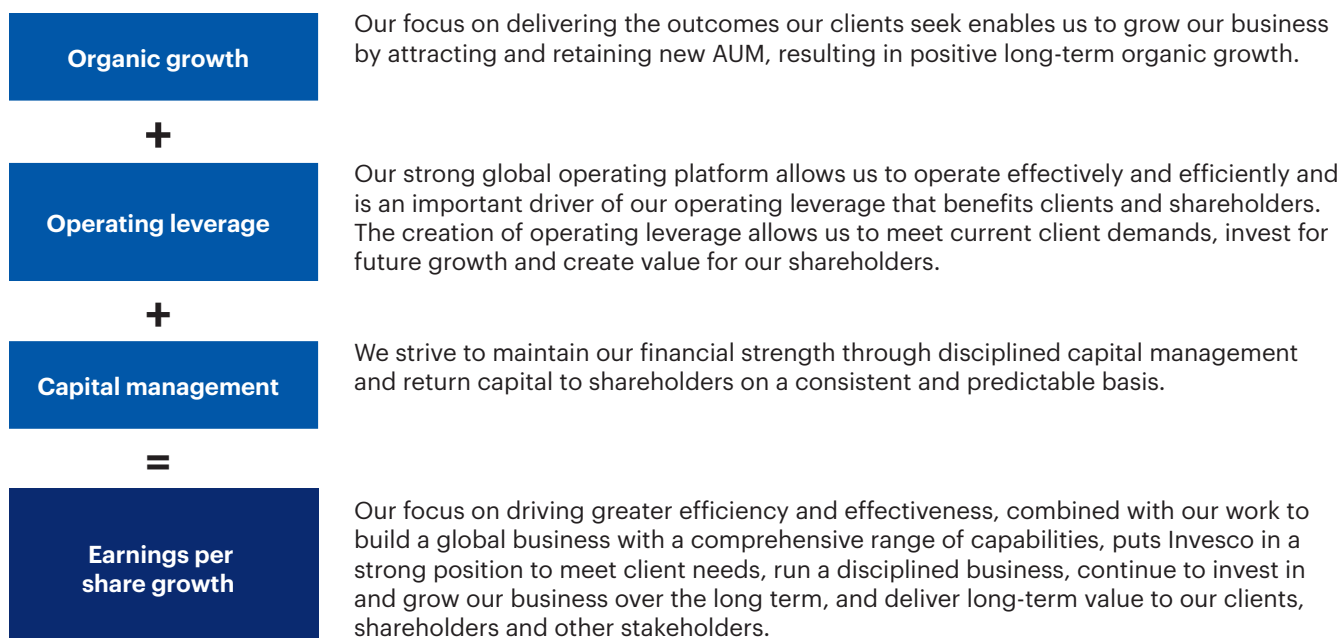 Organic growth
Our focus on delivering the outcomes our clients seek enables us to grow our business
by attracting and retaining new AUM, resulting in positive long-term organic growth.
+
Operating leverage
Our strong global operating platform allows us to operate effectively and efficiently and
is an important driver of our operating leverage that benefits clients and shareholders.
The creation of operating leverage allows us to meet current client demands, invest for
future growth and create value for our shareholders.
+
Capital management
We strive to maintain our financial strength through disciplined capital management
and return capital to shareholders on a consistent and predictable basis.
=
Earnings per
share growth
Our focus on driving greater efficiency and effectiveness, combined with our work to
build a global business with a comprehensive range of capabilities, puts Invesco in a
strong position to meet client needs, run a disciplined business, continue to invest in
and grow our business over the long term, and deliver long-term value to our clients,
shareholders and other stakeholders.